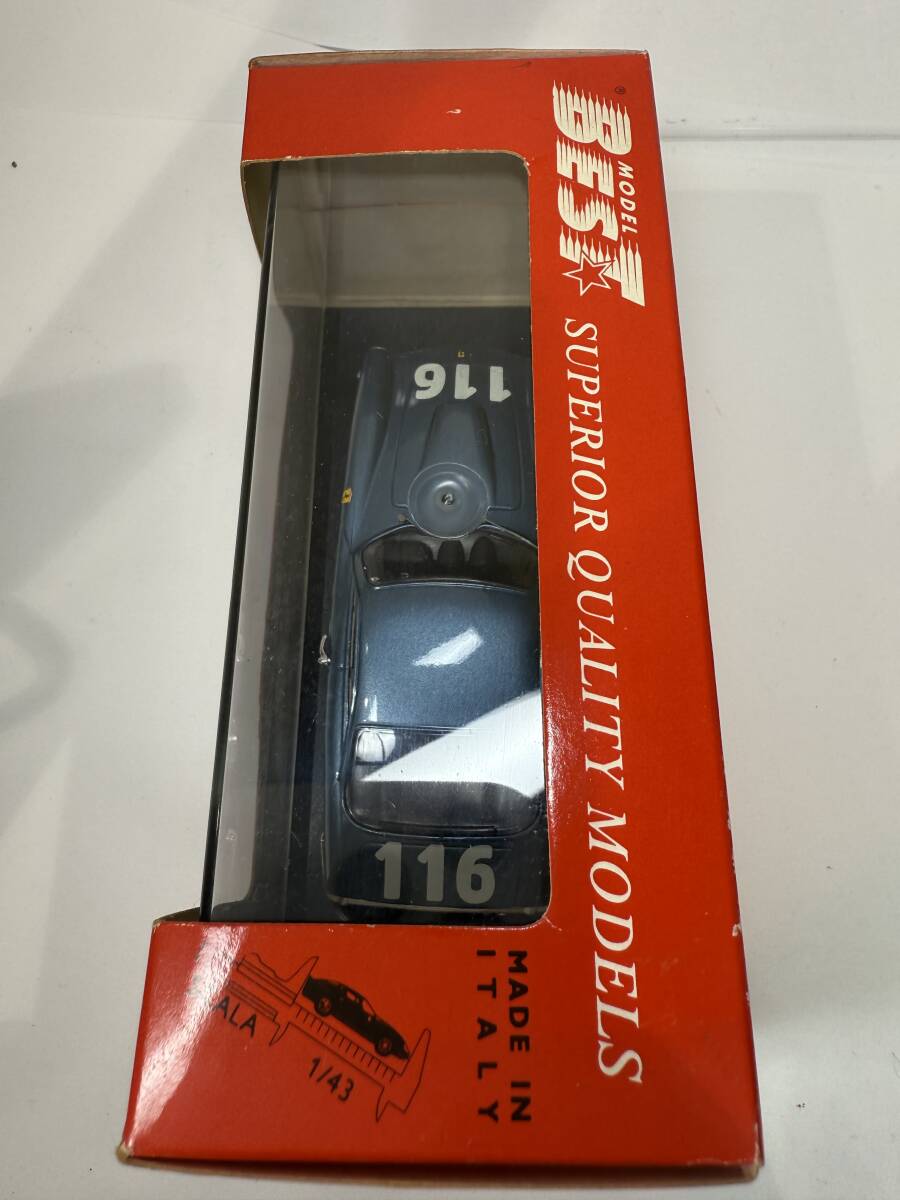 MODEL
BEST
®
SUPERIOR QUALITY MODELS
116
116
MADE IN
ITALY
1/43